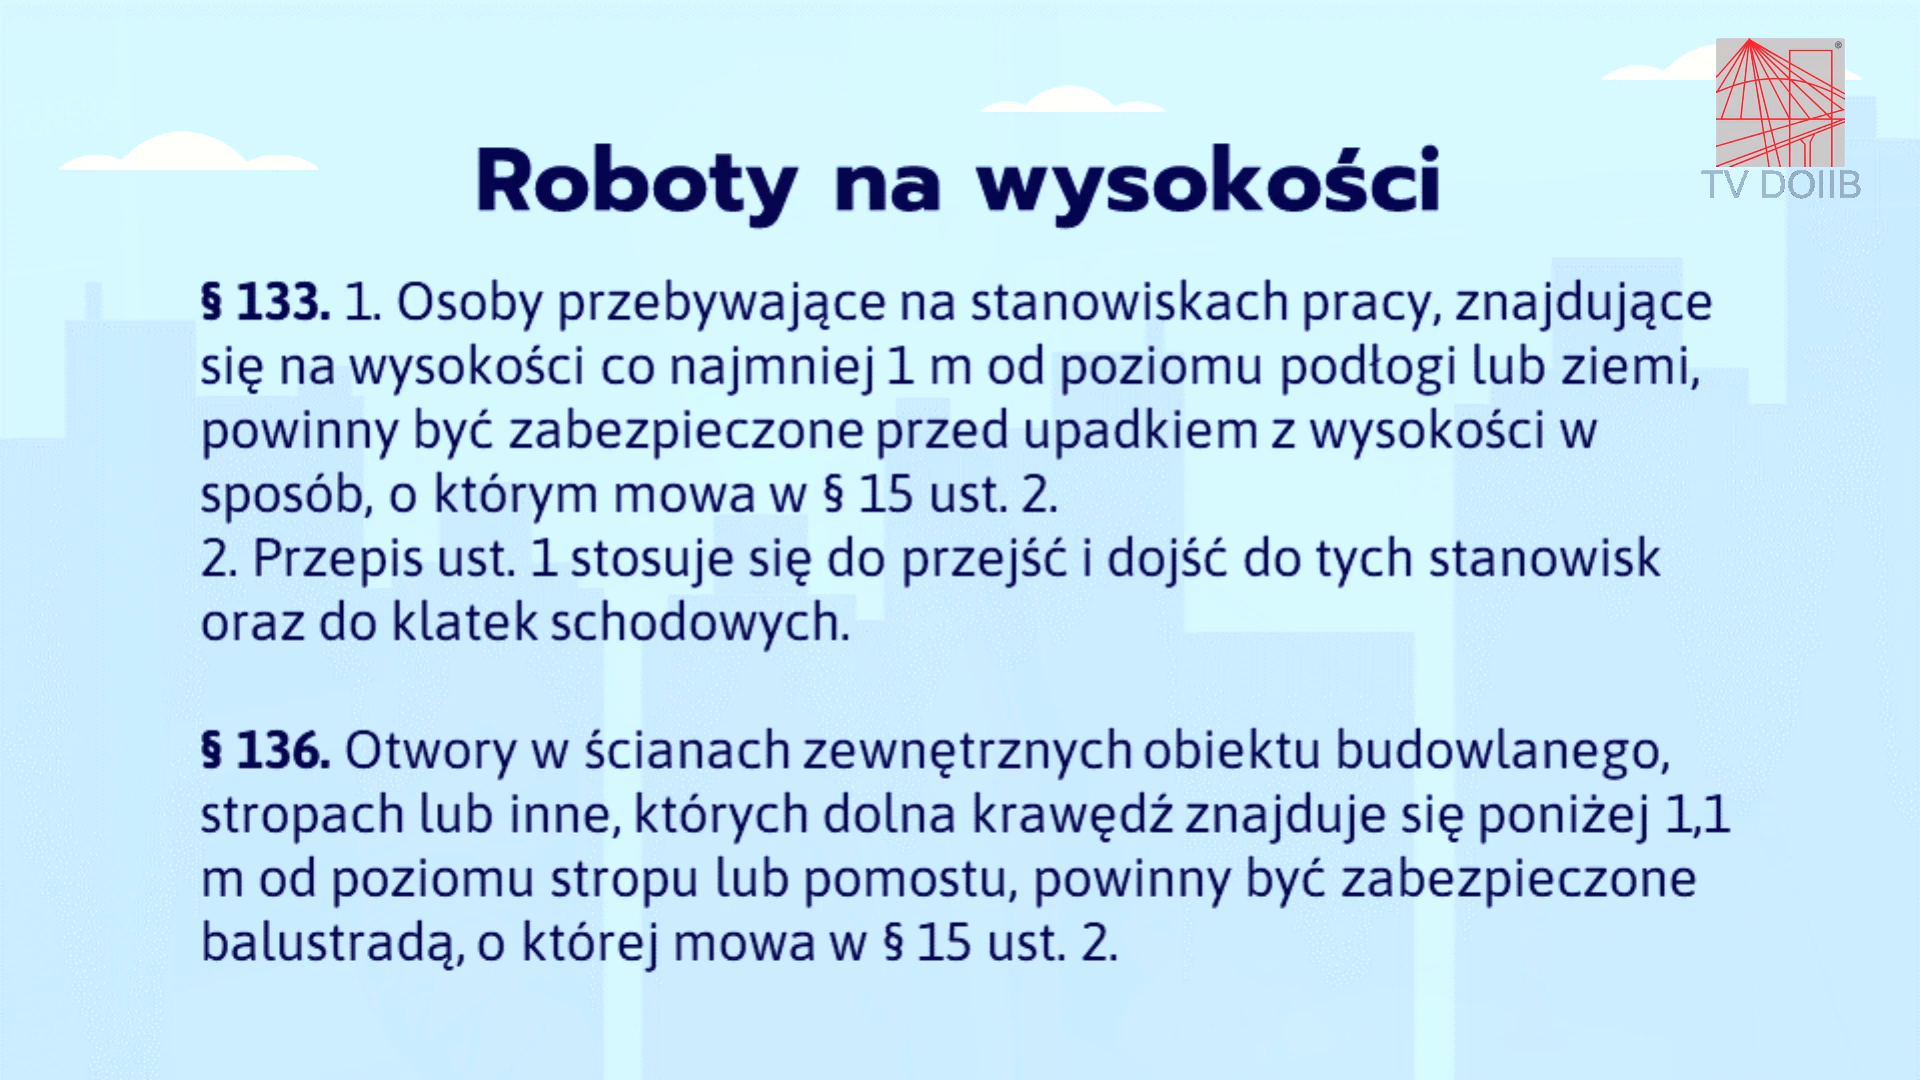 ®
TV DOIIB
Roboty na wysokości
§ 133. 1. Osoby przebywające na stanowiskach pracy, znajdujące
się na wysokości co najmniej 1 m od poziomu podłogi lub ziemi,
powinny być zabezpieczone przed upadkiem z wysokości w
sposób, o którym mowa w § 15 ust. 2.
2. Przepis ust. 1 stosuje się do przejść i dojść do tych stanowisk
oraz do klatek schodowych.
§ 136. Otwory w ścianach zewnętrznych obiektu budowlanego,
stropach lub inne, których dolna krawędź znajduje się poniżej 1,1
m od poziomu stropu lub pomostu, powinny być zabezpieczone
balustradą, o której mowa w § 15 ust. 2.